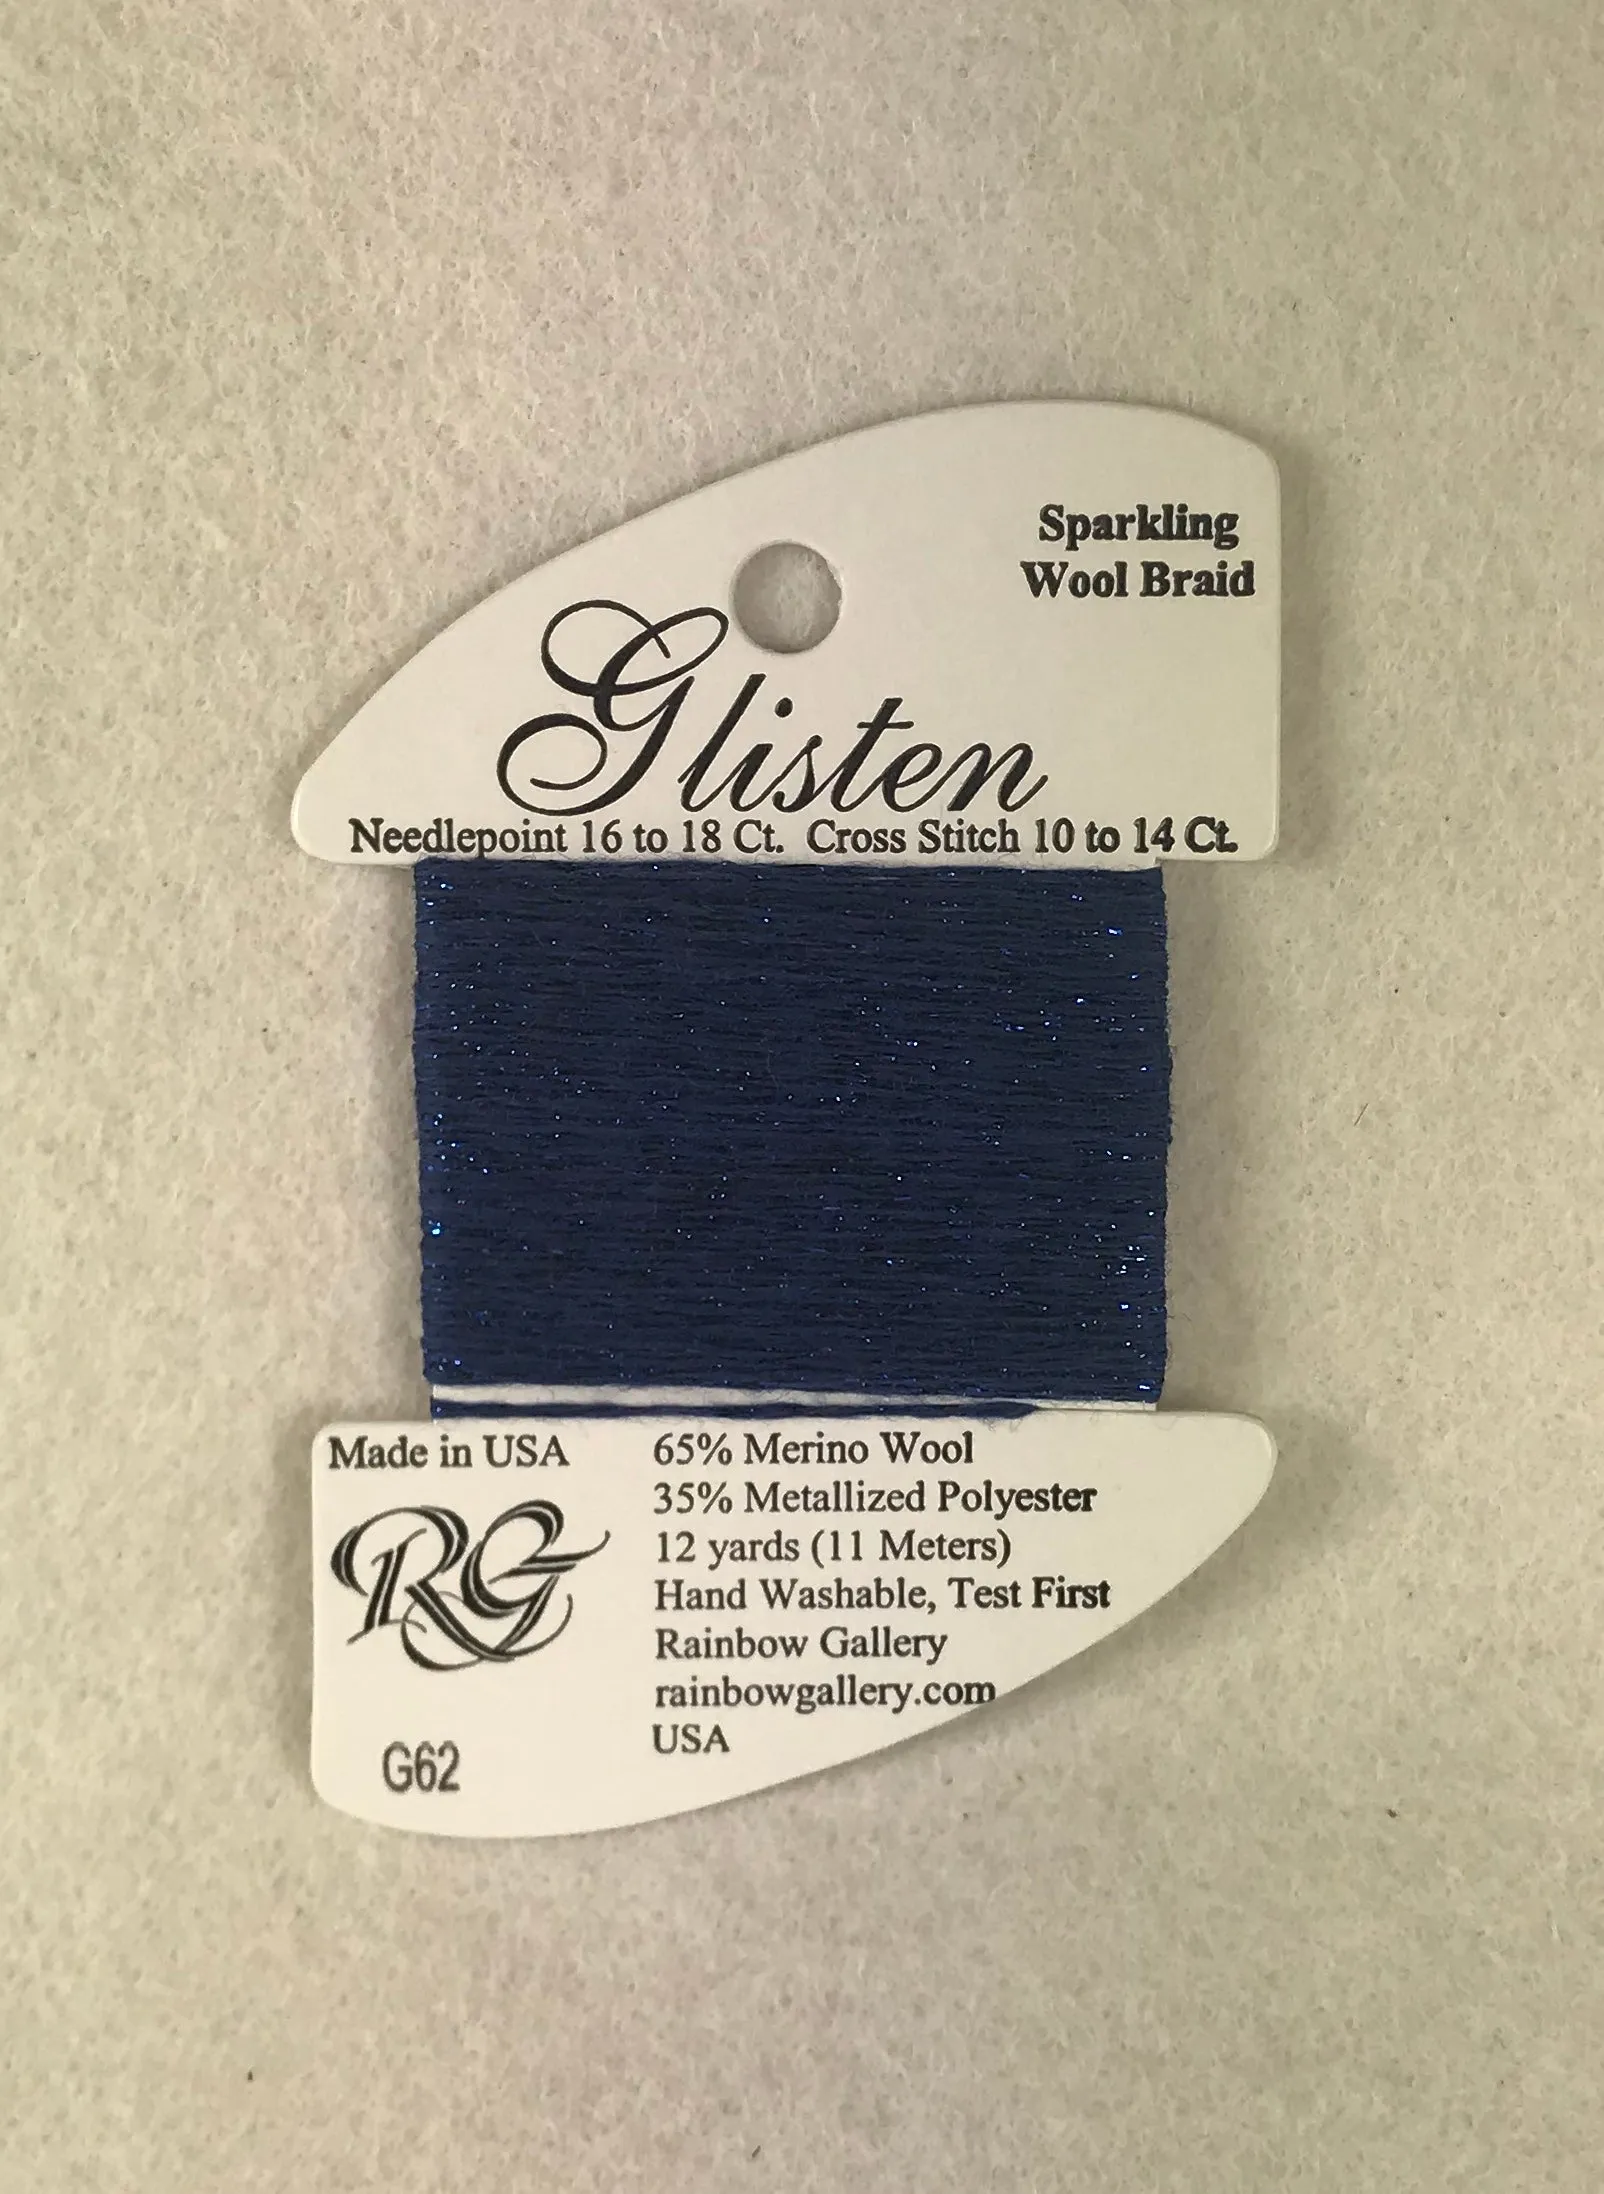 Sparkling
Wool Braid
Glisten
Needlepoint 16 to 18 Ct. Cross Stitch 10 to 14 Ct.
Made in USA
RG
G62
65% Merino Wool
35% Metallized Polyester
12 yards (11 Meters)
Hand Washable, Test First
Rainbow Gallery
rainbowgallery.com
USA